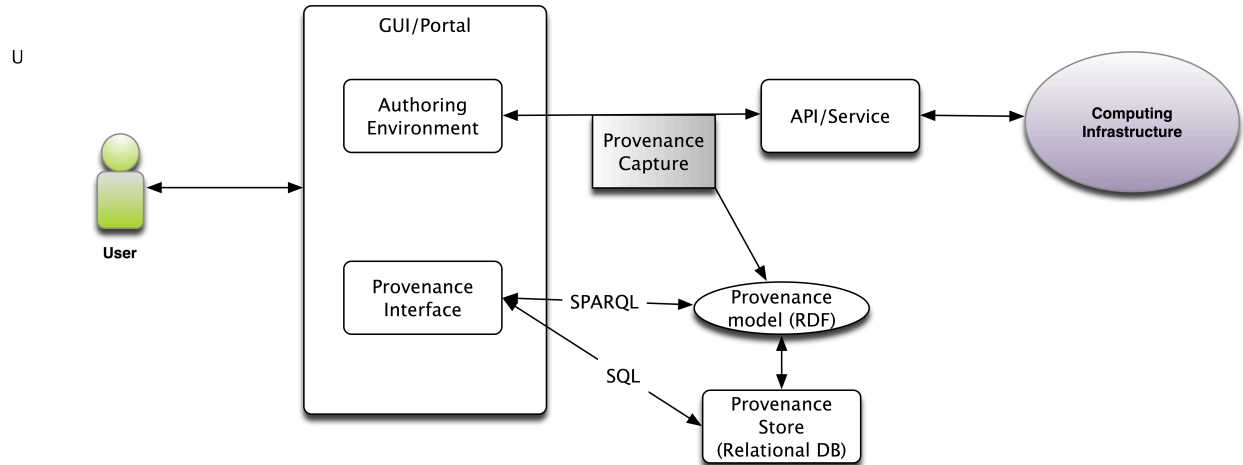 GUI/Portal
U
Authoring
Environment
API/Service
Computing
Infrastructure
Provenance
Capture
User
Provenance
Interface
SPARQL
Provenance
model (RDF)
SQL
Provenance
Store
(Relational DB)